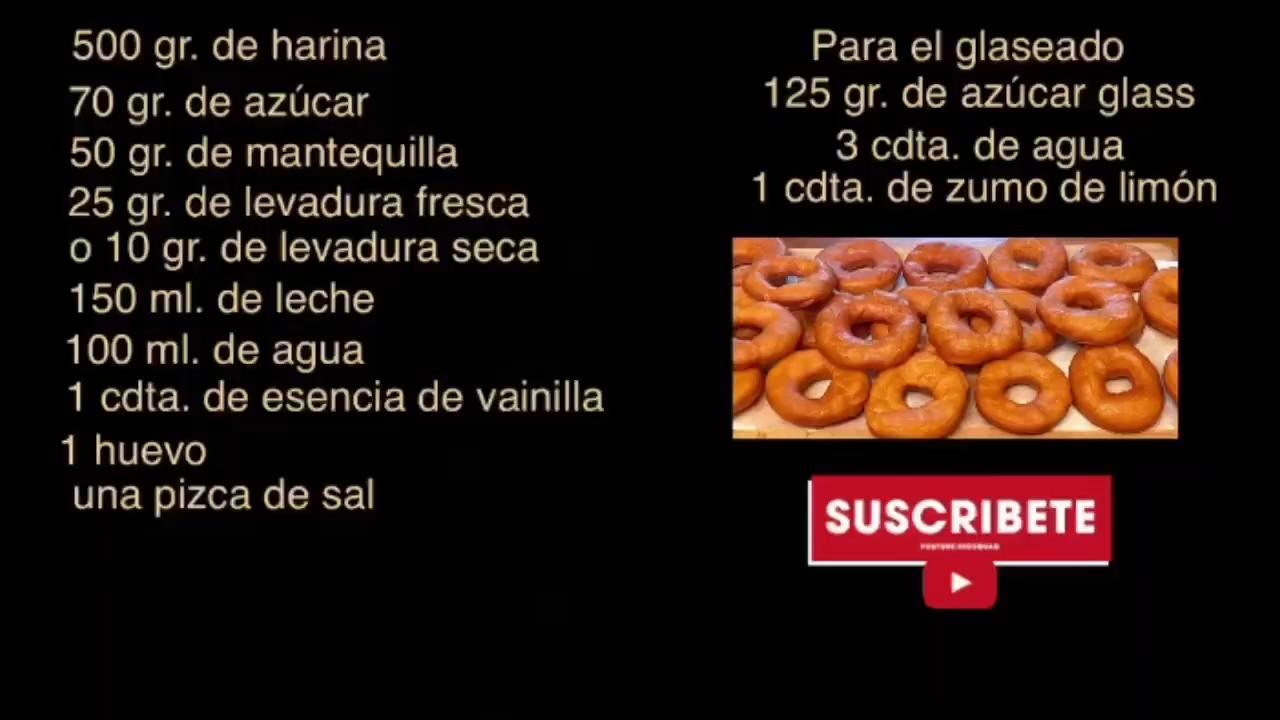 500 gr. de harina
70 gr. de azúcar
50 gr. de mantequilla
25 gr. de levadura fresca
o 10 gr. de levadura seca
150 ml. de leche
100 ml. de agua
1 cdta. de esencia de vainilla
1 huevo
una pizca de sal
Para el glaseado
125 gr. de azúcar glass
3 cdta. de agua
1 cdta. de zumo de limón
SUSCRIBETE